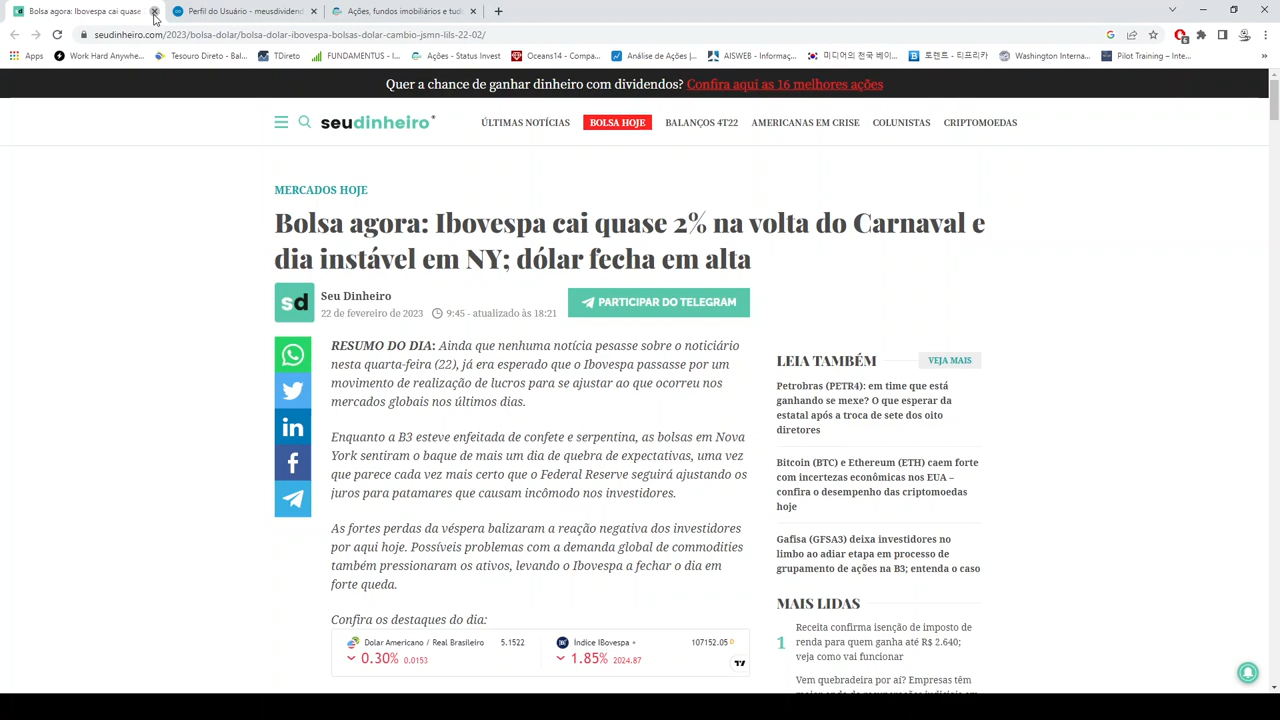 Bolsa agora: Ibovespa cai quase
Perfil do Usuário - meusdividend
Ações, fundos imobiliários e tud
seudinheiro.com/2023/bolsa-dolar/bolsa-dolar-ibovespa-bolsas-dolar-cambio-jsmn-lils-22-02/
Apps
Work Hard Anywhe...
Tesouro Direto - Bal...
TDireto
FUNDAMENTUS - I...
Ações - Status Invest
Oceans14 - Compa...
Análise de Ações |...
AISWEB - Informaç...
미디어의 천국 베이...
토렌트 - 티프리카
Washington Interna...
Pilot Training – Inte...
Quer a chance de ganhar dinheiro com dividendos? Confira aqui as 16 melhores ações
seudinheiro
ÚLTIMAS NOTÍCIAS
BOLSA HOJE
BALANÇOS 4T22
AMERICANAS EM CRISE
COLUNISTAS
CRIPTOMOEDAS
MERCADOS HOJE
Bolsa agora: Ibovespa cai quase 2% na volta do Carnaval e
dia instável em NY; dólar fecha em alta
sd
Seu Dinheiro
22 de fevereiro de 2023 9:45 - atualizado às 18:21
PARTICIPAR DO TELEGRAM
RESUMO DO DIA: Ainda que nenhuma notícia pesasse sobre o noticiário
nesta quarta-feira (22), já era esperado que o Ibovespa passasse por um
movimento de realização de lucros para se ajustar ao que ocorreu nos
mercados globais nos últimos dias.
Enquanto a B3 esteve enfeitada de confete e serpentina, as bolsas em Nova
York sentiram o baque de mais um dia de quebra de expectativas, uma vez
que parece cada vez mais certo que o Federal Reserve seguirá ajustando os
juros para patamares que causam incômodo nos investidores.
As fortes perdas da véspera balizaram a reação negativa dos investidores
por aqui hoje. Possíveis problemas com a demanda global de commodities
também pressionaram os ativos, levando o Ibovespa a fechar o dia em
forte queda.
Confira os destaques do dia:
Dolar Americano / Real Brasileiro 5.1522
0.30% 0.0153
Índice IBovespa 107152.05 D
1.85% 2024.87
LEIA TAMBÉM
VEJA MAIS
Petrobras (PETR4): em time que está
ganhando se mexe? O que esperar da
estatal após a troca de sete dos oito
diretores
Bitcoin (BTC) e Ethereum (ETH) caem forte
com incertezas econômicas nos EUA –
confira o desempenho das criptomoedas
hoje
Gafisa (GFSA3) deixa investidores no
limbo ao adiar etapa em processo de
grupamento de ações na B3; entenda o caso
MAIS LIDAS
1
Receita confirma isenção de imposto de
renda para quem ganha até R$ 2.640;
veja como vai funcionar
Vem quebradeira por aí? Empresas têm